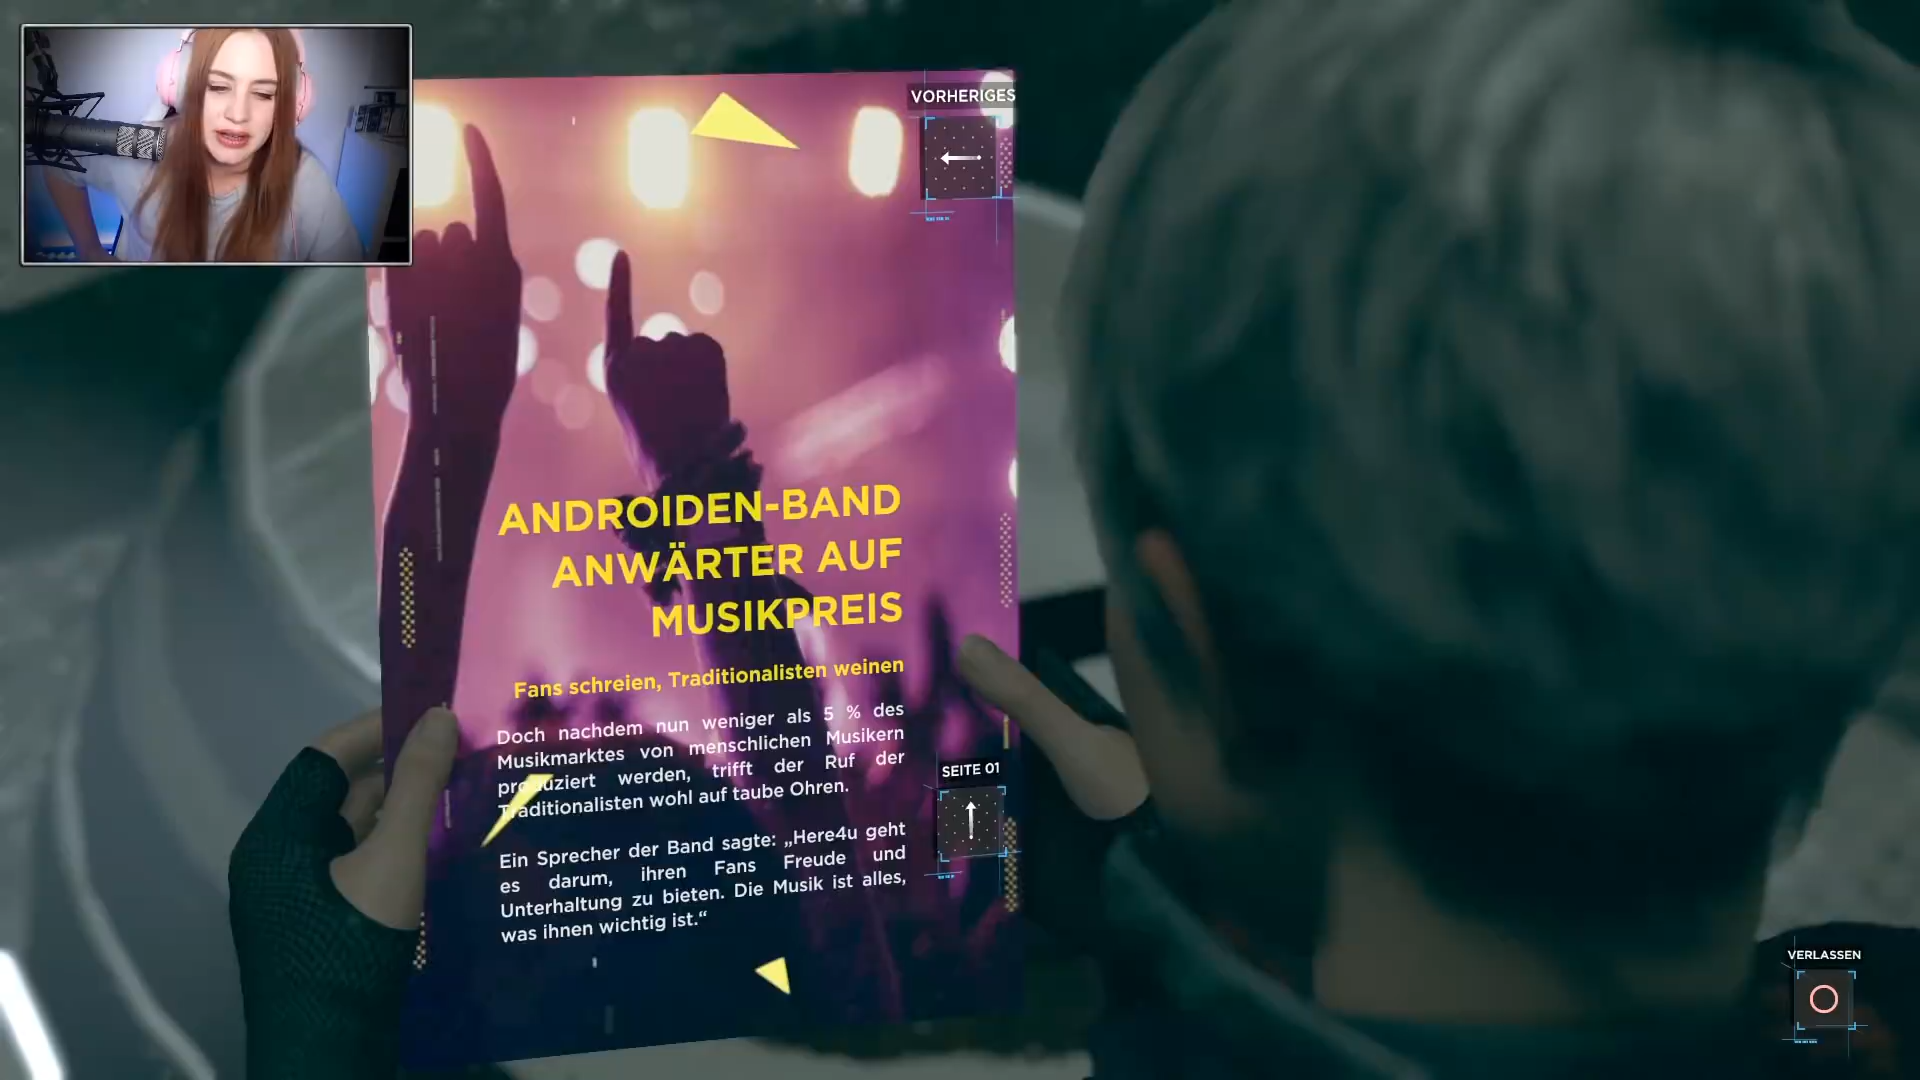 VORHERIGES
ANDROIDEN-BAND
ANWÄRTER AUF
MUSIKPREIS
Fans schreien, Traditionalisten weinen
Doch nachdem nun weniger als 5 % des
Musikmarktes von menschlichen Musikern
produziert werden, trifft der Ruf der
Traditionalisten wohl auf taube Ohren.
SEITE 01
Ein Sprecher der Band sagte: „Here4u geht
es darum, ihren Fans Freude und
Unterhaltung zu bieten. Die Musik ist alles,
was ihnen wichtig ist.“
VERLASSEN